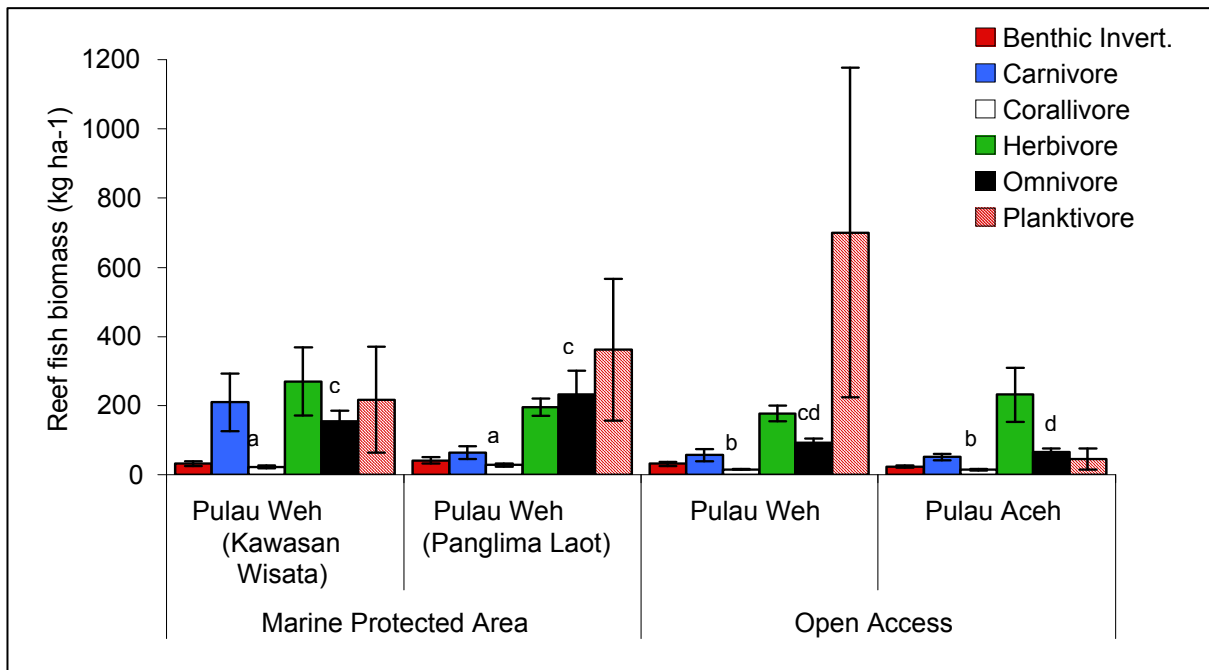 Reef fish biomass (kg ha-1)
1200
1000
800
600
400
200
0
Benthic Invert.
Carnivore
Corallivore
Herbivore
Omnivore
Planktivore
a
c
a
c
b
cd
b
d
Pulau Weh
(Kawasan
Wisata)
Pulau Weh
(Panglima Laot)
Pulau Weh
Pulau Aceh
Marine Protected Area
Open Access